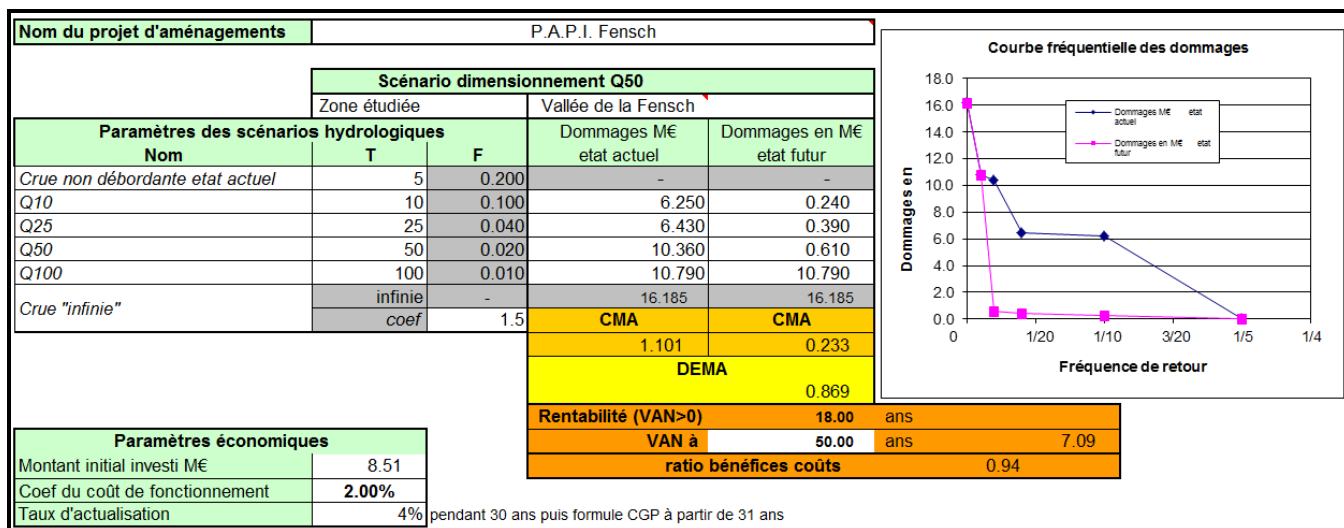 Nom du projet d'aménagements P.A.P.I. Fensch
Scénario dimensionnement Q50
Zone étudiée Vallée de la Fensch
Paramètres des scénarios hydrologiques Dommages M€ Dommages en M€
Nom T F etat actuel etat futur
Crue non débordante etat actuel 5 0.200 - -
Q10 10 0.100 6.250 0.240
Q25 25 0.040 6.430 0.390
Q50 50 0.020 10.360 0.610
Q100 100 0.010 10.790 10.790
Crue "infinie" infinie - 16.185 16.185
coef 1.5 CMA CMA
1.101 0.233
DEMA
0.869
Rentabilité (VAN>0) 18.00 ans
VAN à 50.00 ans 7.09
ratio bénéfices coûts 0.94
Paramètres économiques
Montant initial investi M€ 8.51
Coef du coût de fonctionnement 2.00%
Taux d'actualisation 4% pendant 30 ans puis formule CGP à partir de 31 ans
Courbe fréquentielle des dommages
Dommages en
18.0
16.0
14.0
12.0
10.0
8.0
6.0
4.0
2.0
0.0
Dommages M€ etat
actuel
Dommages en M€ etat
futur
0 1/20 1/10 3/20 1/5 1/4
Fréquence de retour